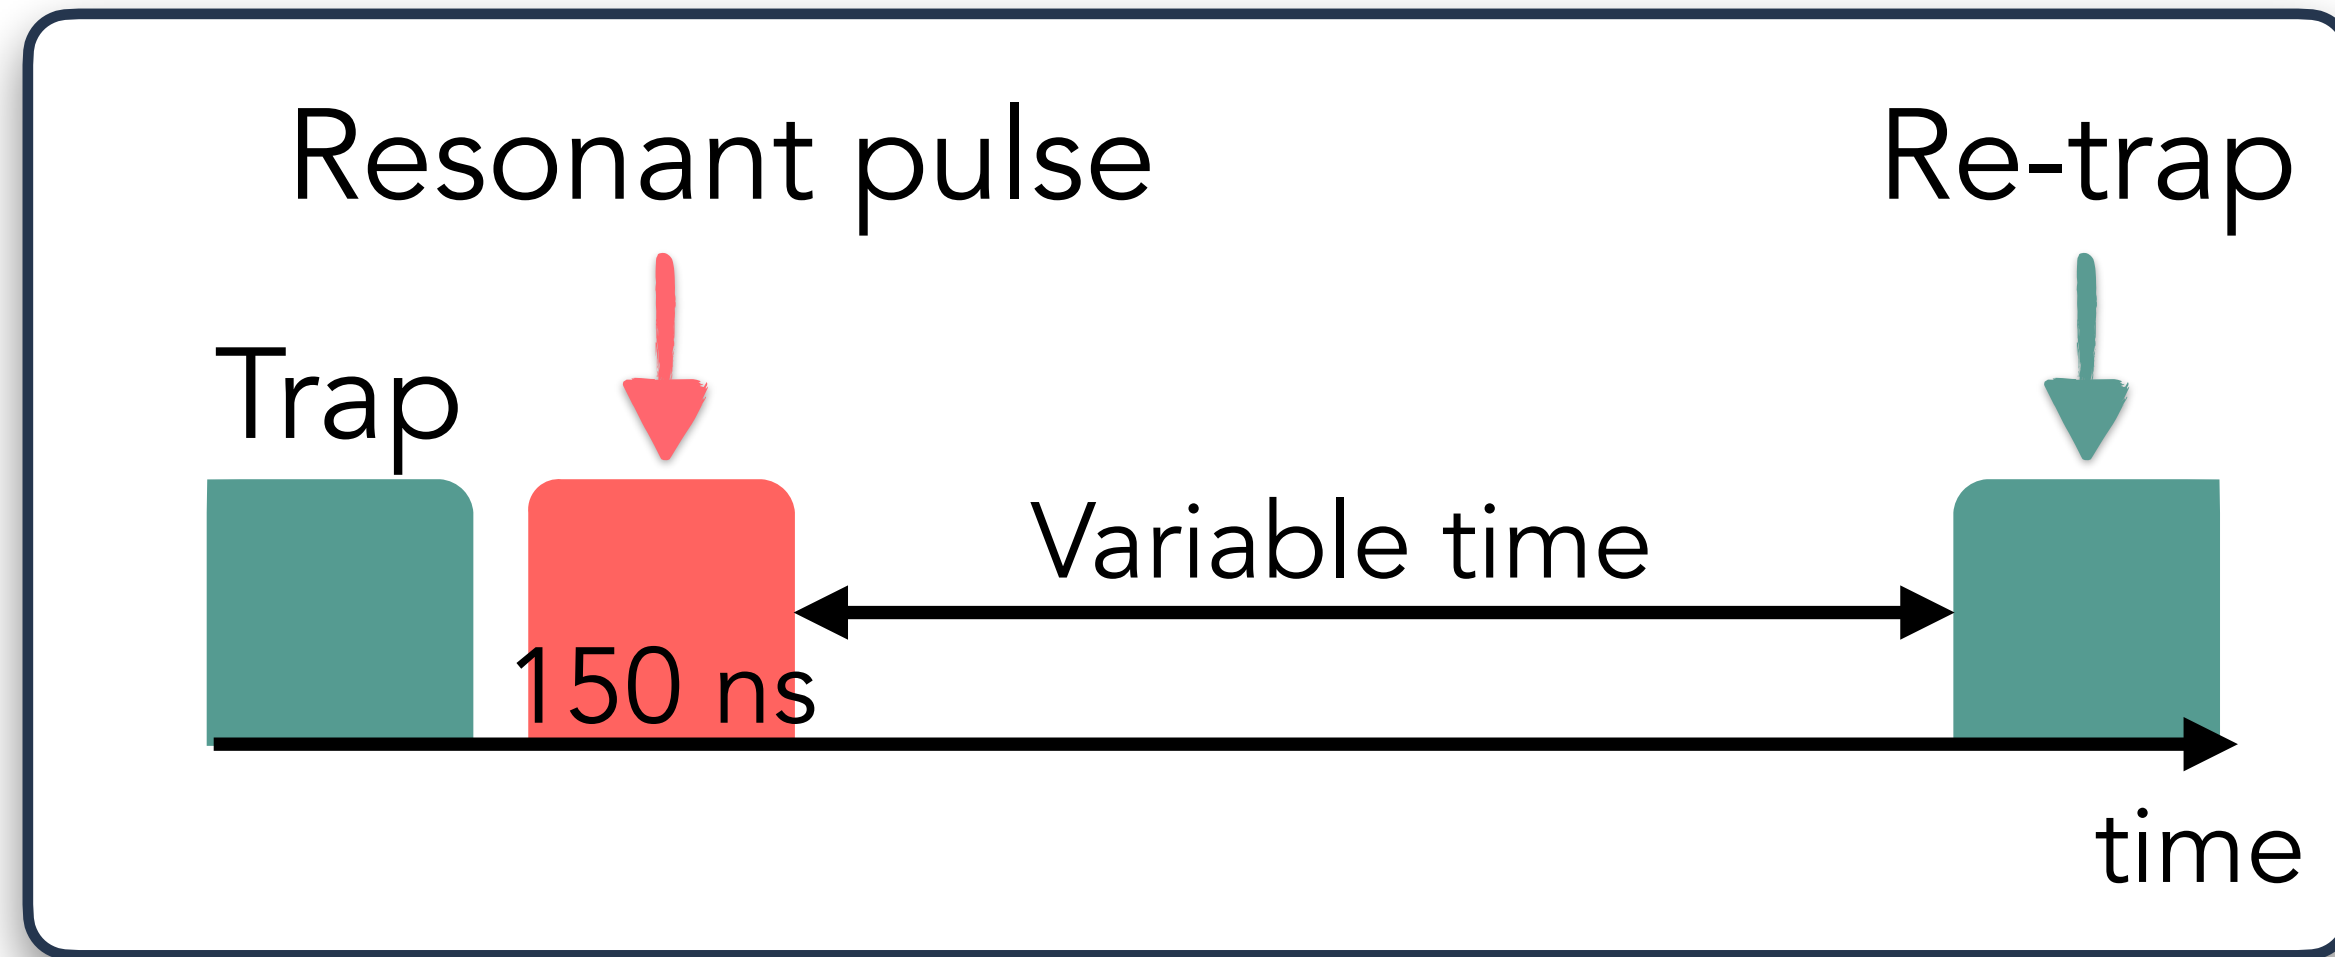 Resonant pulse
Re-trap
Trap
Variable time
150 ns
time